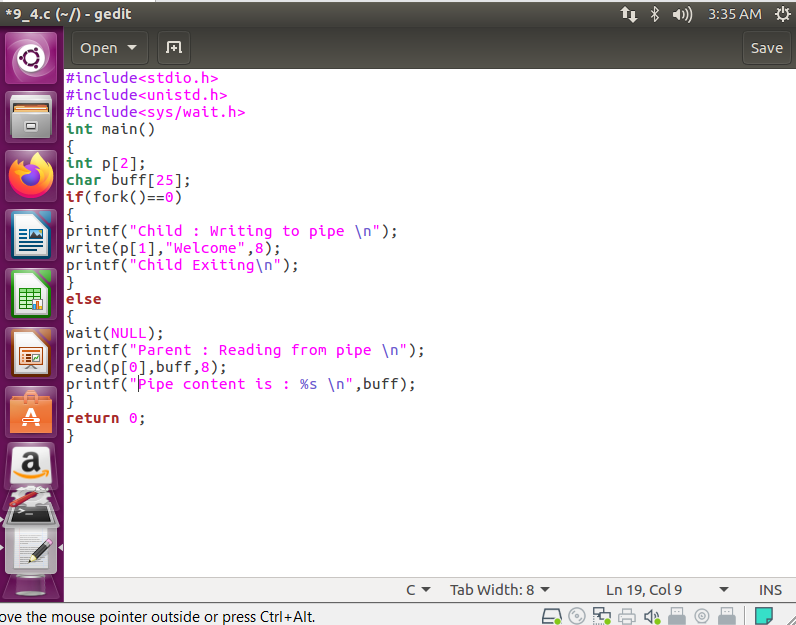 *9_4.c (~/) - gedit
3:35 AM
Open
Save
#include<stdio.h>
#include<unistd.h>
#include<sys/wait.h>
int main()
{
int p[2];
char buff[25];
if(fork()==0)
{
printf("Child : Writing to pipe \n");
write(p[1],"Welcome",8);
printf("Child Exiting\n");
}
else
{
wait(NULL);
printf("Parent : Reading from pipe \n");
read(p[0],buff,8);
printf("Pipe content is : %s \n",buff);
}
return 0;
}
C
Tab Width: 8
Ln 19, Col 9
INS
ove the mouse pointer outside or press Ctrl+Alt.